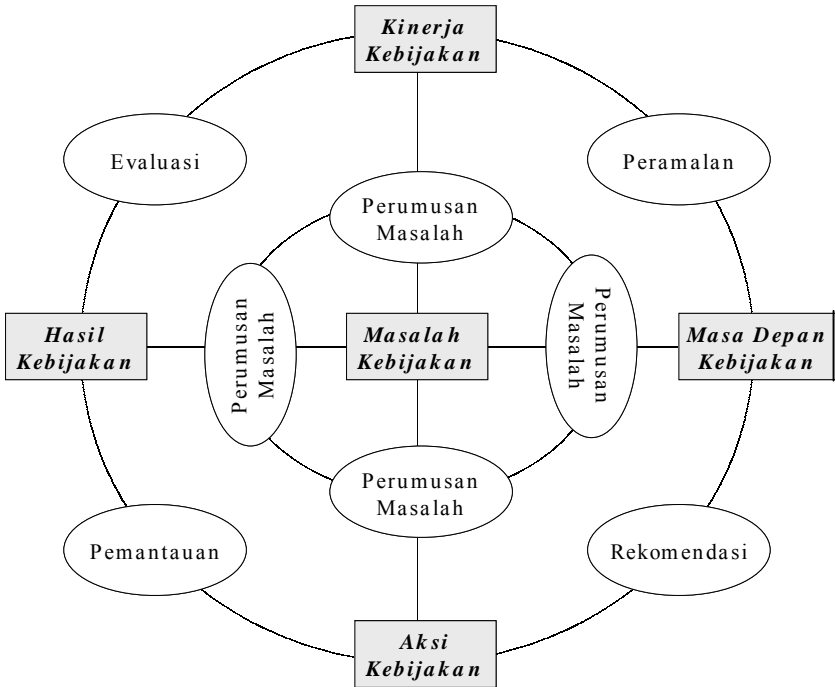 Kinerja
Kebijakan
Evaluasi
Peramalan
Perumusan
Masalah
Hasil
Kebijakan
Perumusan
Masalah
Masalah
Kebijakan
Perumusan
Masalah
Masa Depan
Kebijakan
Perumusan
Masalah
Pemantauan
Rekomendasi
Aksi
Kebijakan